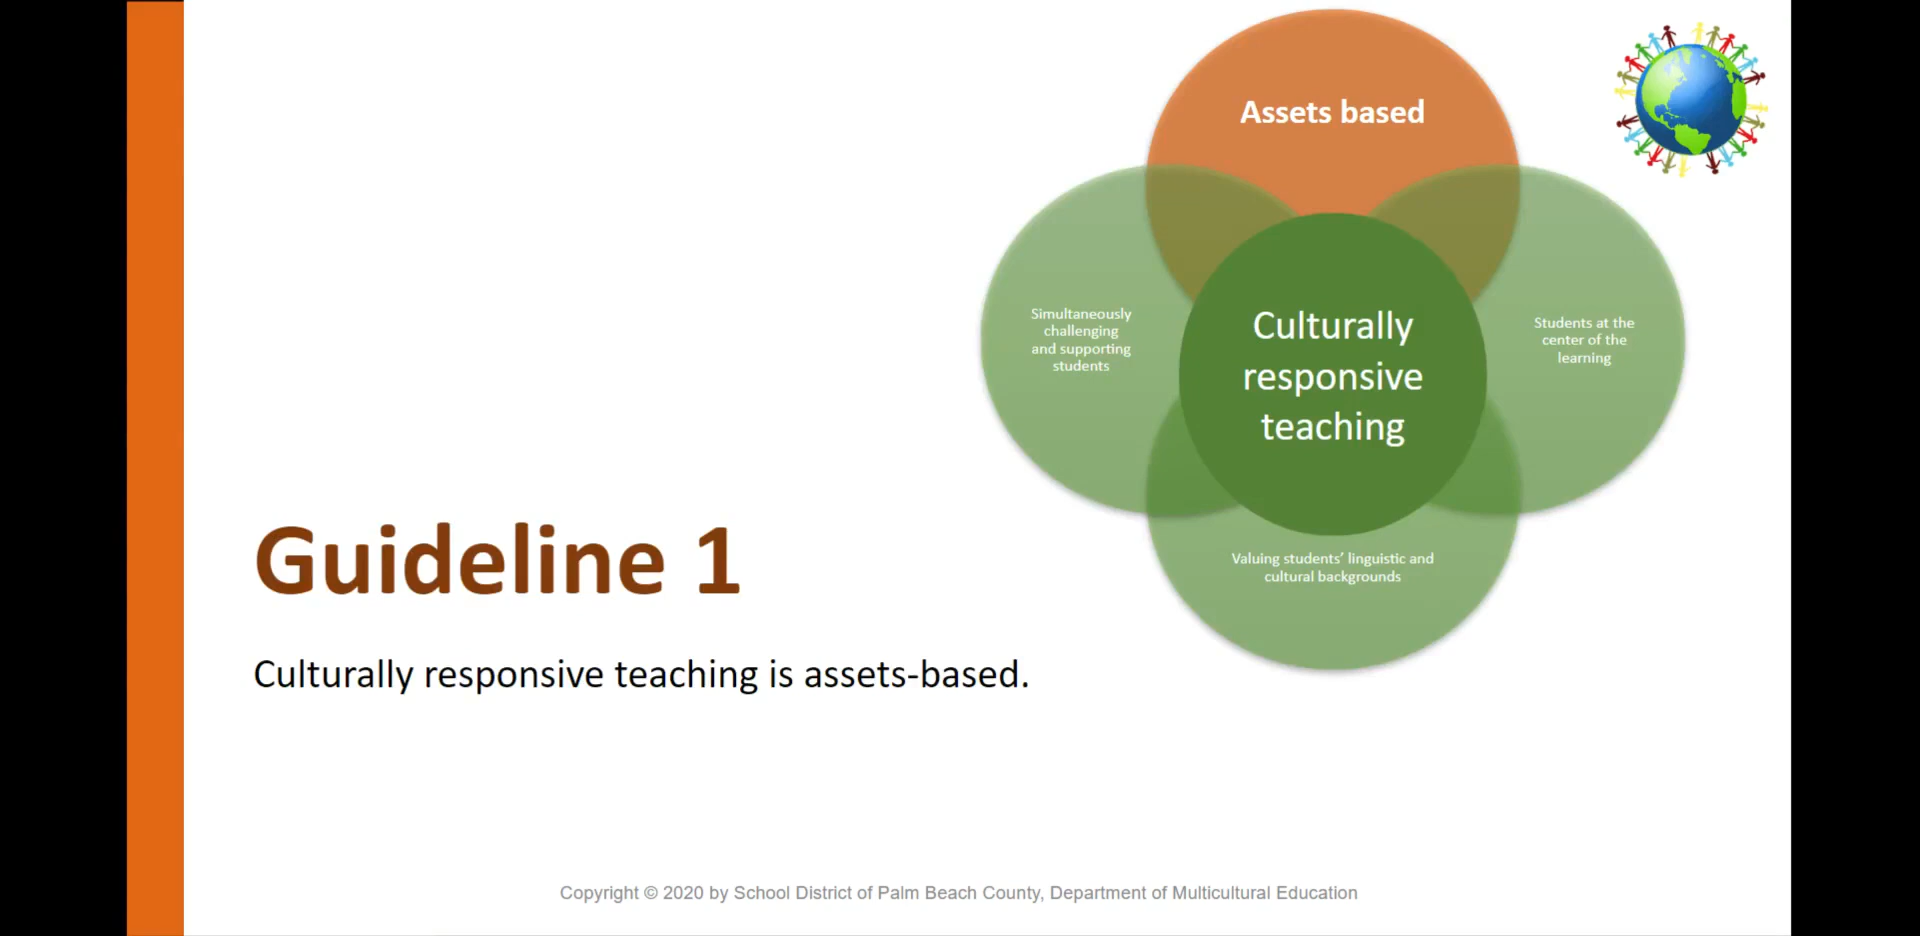 Assets based
Simultaneously
challenging
and supporting
students
Culturally
responsive
teaching
Students at the
center of the
learning
Valuing students’ linguistic and
cultural backgrounds
Guideline 1
Culturally responsive teaching is assets-based.
Copyright © 2020 by School District of Palm Beach County, Department of Multicultural Education